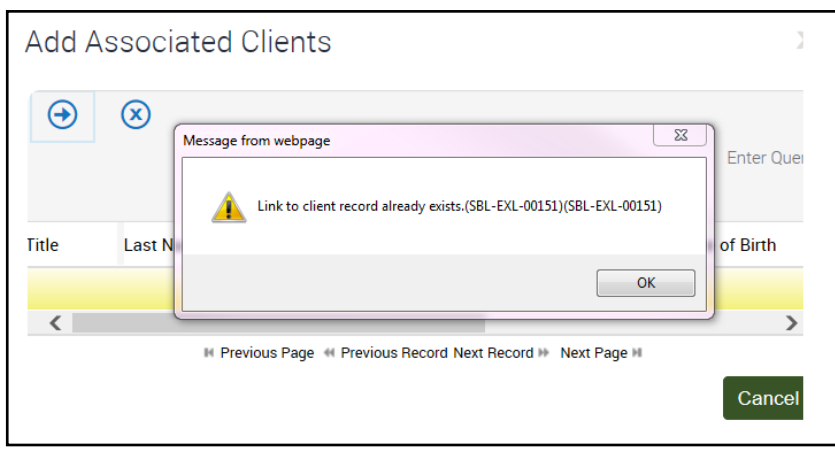 Add Associated Clients
Message from webpage
Enter
Link to client record already exists.(SBL-EXL-00151)(SBL-EXL-00151)
Title Last of Birth
OK
Previous Page Previous Record Next Record Next Page
Cancel